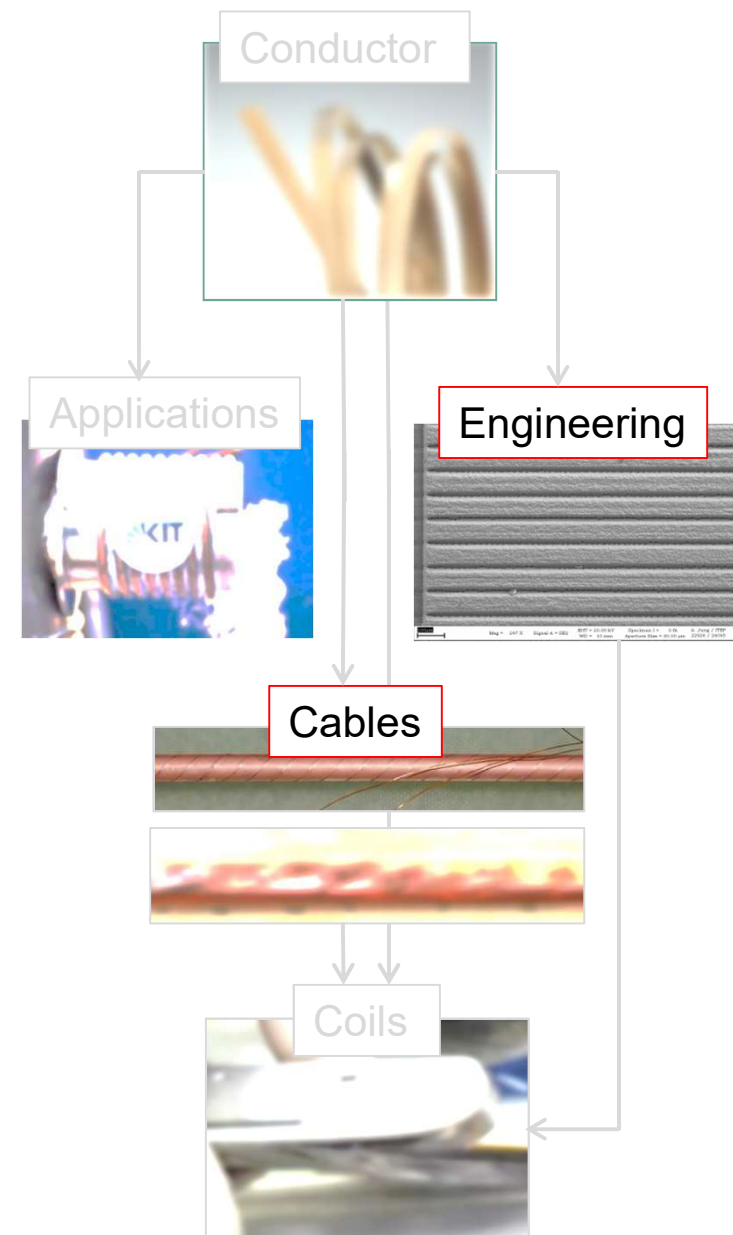 Conductor
Applications
Engineering
KIT
Cables
Coils